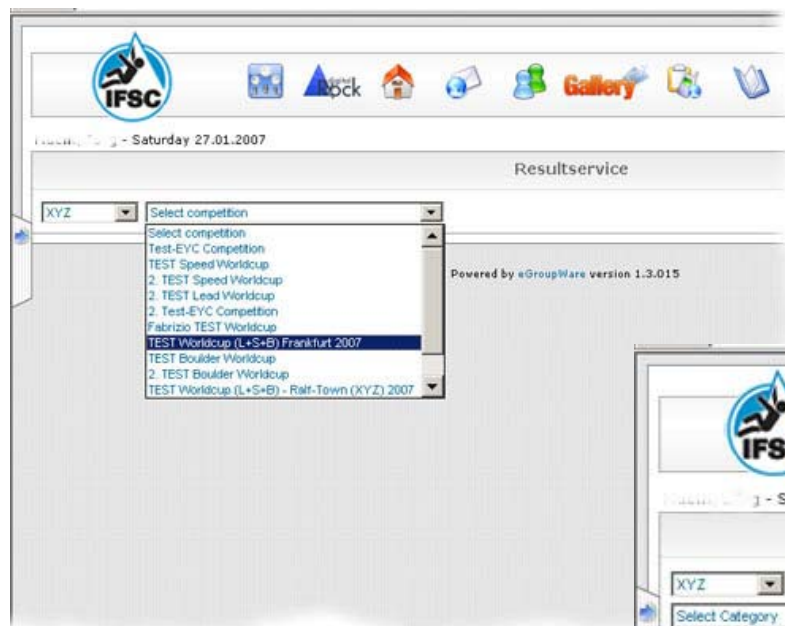 IFSC
digital
Rock
Gallery
- Saturday 27.01.2007
Resultservice
XYZ
Select competition
Select competition
Test-EYC Competition
TEST Speed Worldcup
2. TEST Speed Worldcup
2. TEST Lead Worldcup
2. Test-EYC Competition
Fabrizio TEST Worldcup
TEST Worldcup (L+S+B) Frankfurt 2007
TEST Boulder Worldcup
2. TEST Boulder Worldcup
TEST Worldcup (L+S+B) - Ralf-Town (XYZ) 2007
Powered by eGroupWare version 1.3.015
IFS
- S
XYZ
Select Category